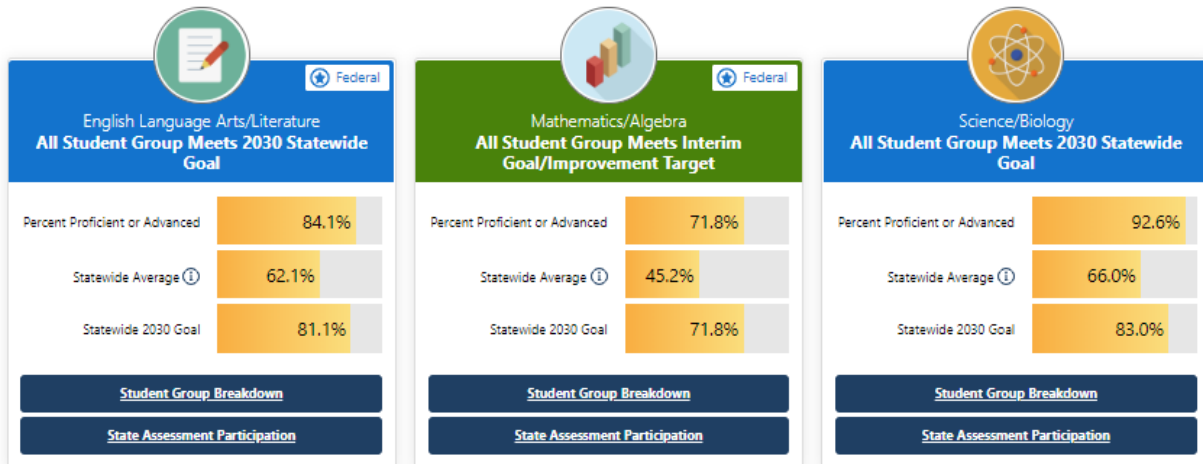 Federal
English Language Arts/Literature
All Student Group Meets 2030 Statewide
Goal
Percent Proficient or Advanced
84.1%
Statewide Average
62.1%
Statewide 2030 Goal
81.1%
Student Group Breakdown
State Assessment Participation
Federal
Mathematics/Algebra
All Student Group Meets Interim
Goal/Improvement Target
Percent Proficient or Advanced
71.8%
Statewide Average
45.2%
Statewide 2030 Goal
71.8%
Student Group Breakdown
State Assessment Participation
Science/Biology
All Student Group Meets 2030 Statewide
Goal
Percent Proficient or Advanced
92.6%
Statewide Average
66.0%
Statewide 2030 Goal
83.0%
Student Group Breakdown
State Assessment Participation